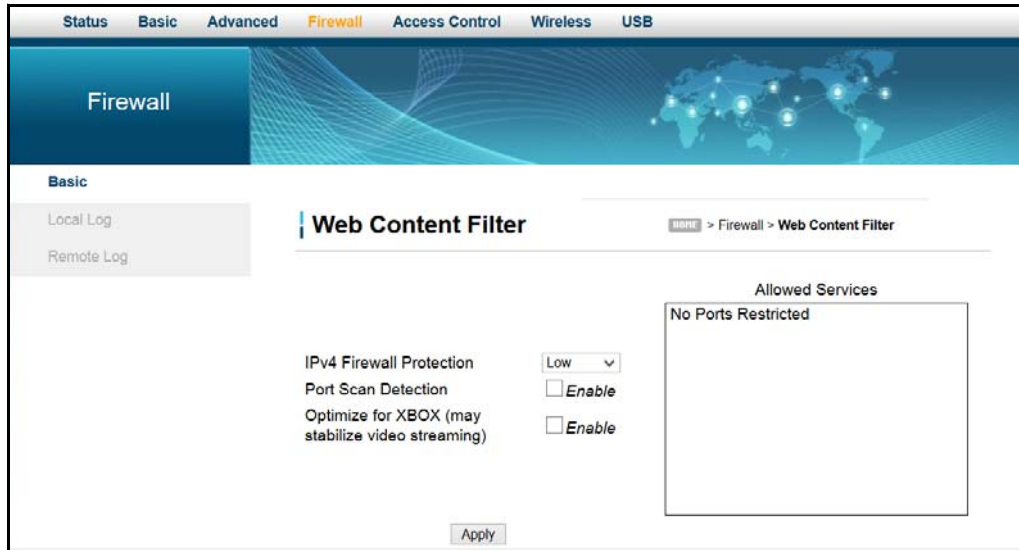 Status Basic Advanced Firewall Access Control Wireless USB
Firewall
Basic
Local Log
Remote Log
Web Content Filter
HOME > Firewall > Web Content Filter
Allowed Services
No Ports Restricted
IPv4 Firewall Protection Low
Port Scan Detection Enable
Optimize for XBOX (may
stabilize video streaming) Enable
Apply